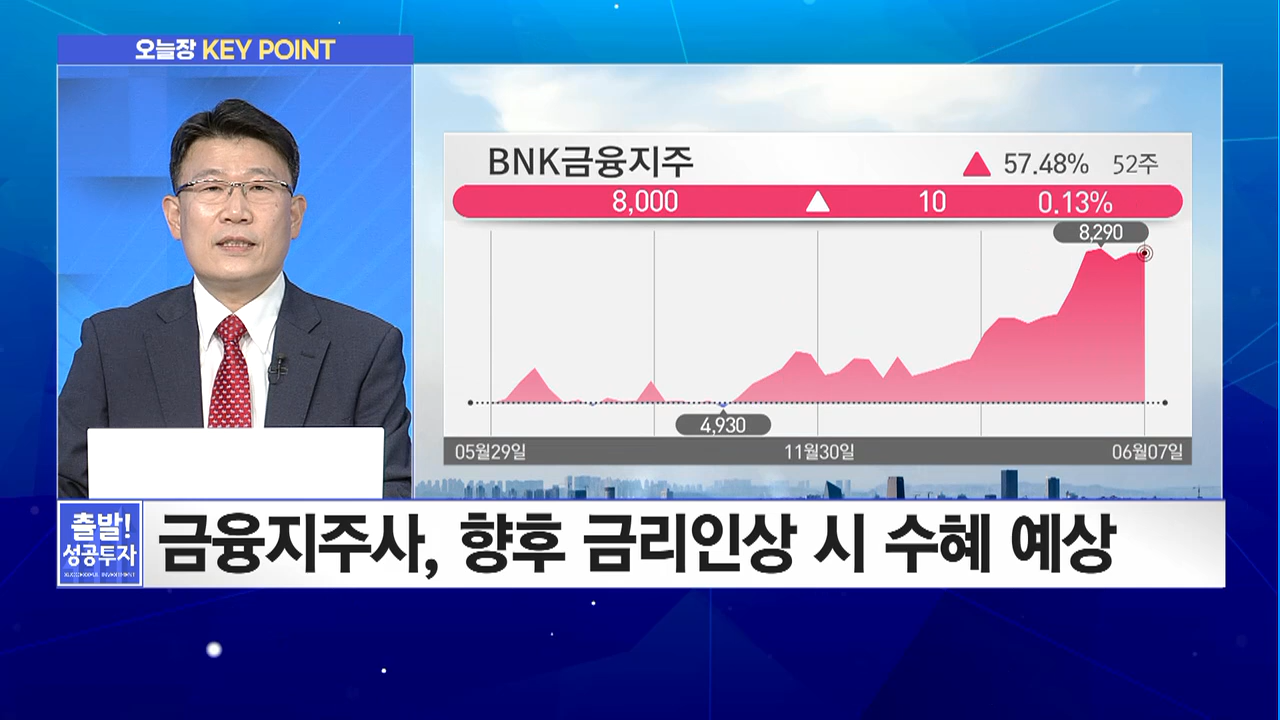 오늘장 KEY POINT
BNK금융지주 ▲ 57.48% 52주
8,000 ▲ 10 0.13%
8,290
4,930
05월29일 11월30일 06월07일
출발!
성공투자
금융지주사, 향후 금리인상 시 수혜 예상